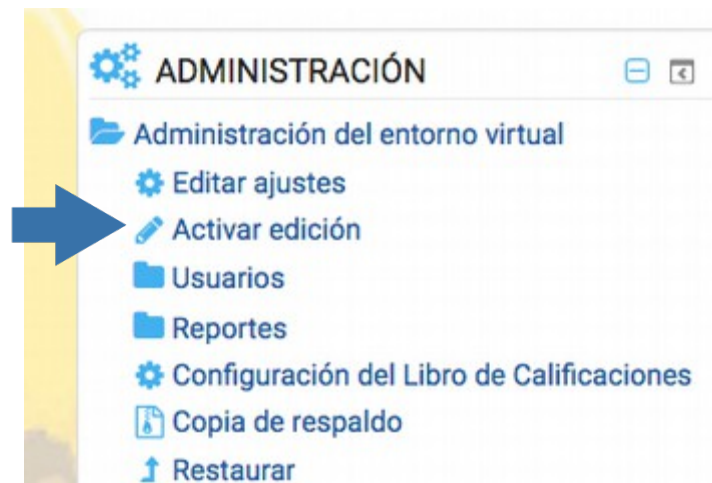 ADMINISTRACIÓN
Administración del entorno virtual
Editar ajustes
Activar edición
Usuarios
Reportes
Configuración del Libro de Calificaciones
Copia de respaldo
Restaurar